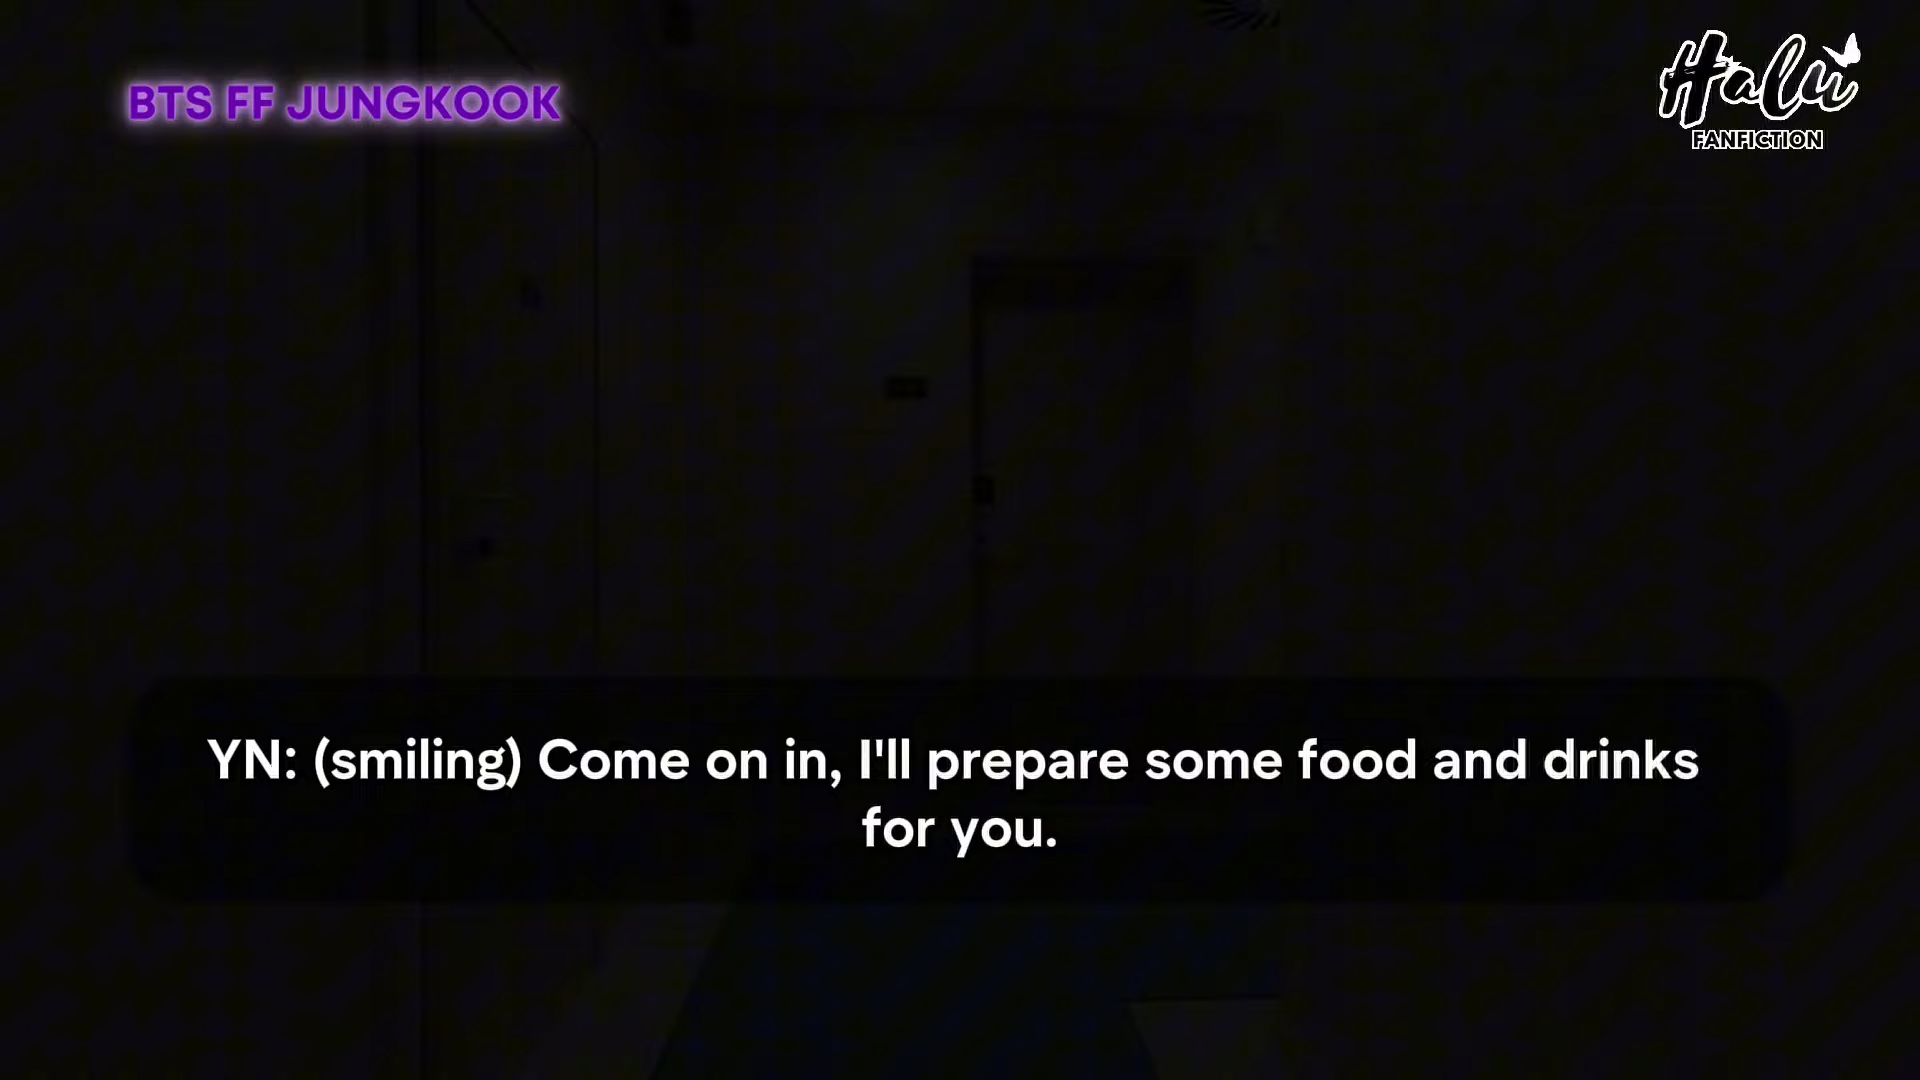 BTS FF JUNGKOOK
Halu
FANFICTION
YN: (smiling) Come on in, I'll prepare some food and drinks
for you.